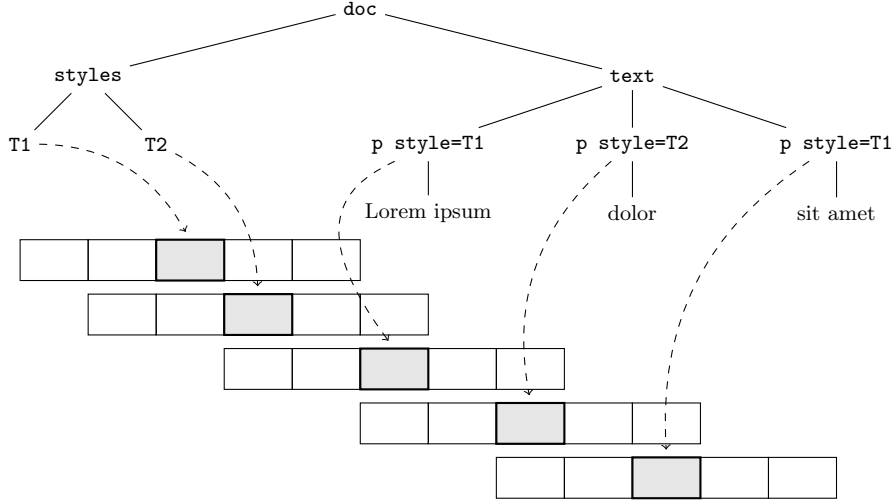 doc
styles
text
T1
T2
p style=T1
p style=T2
p style=T1
Lorem ipsum
dolor
sit amet